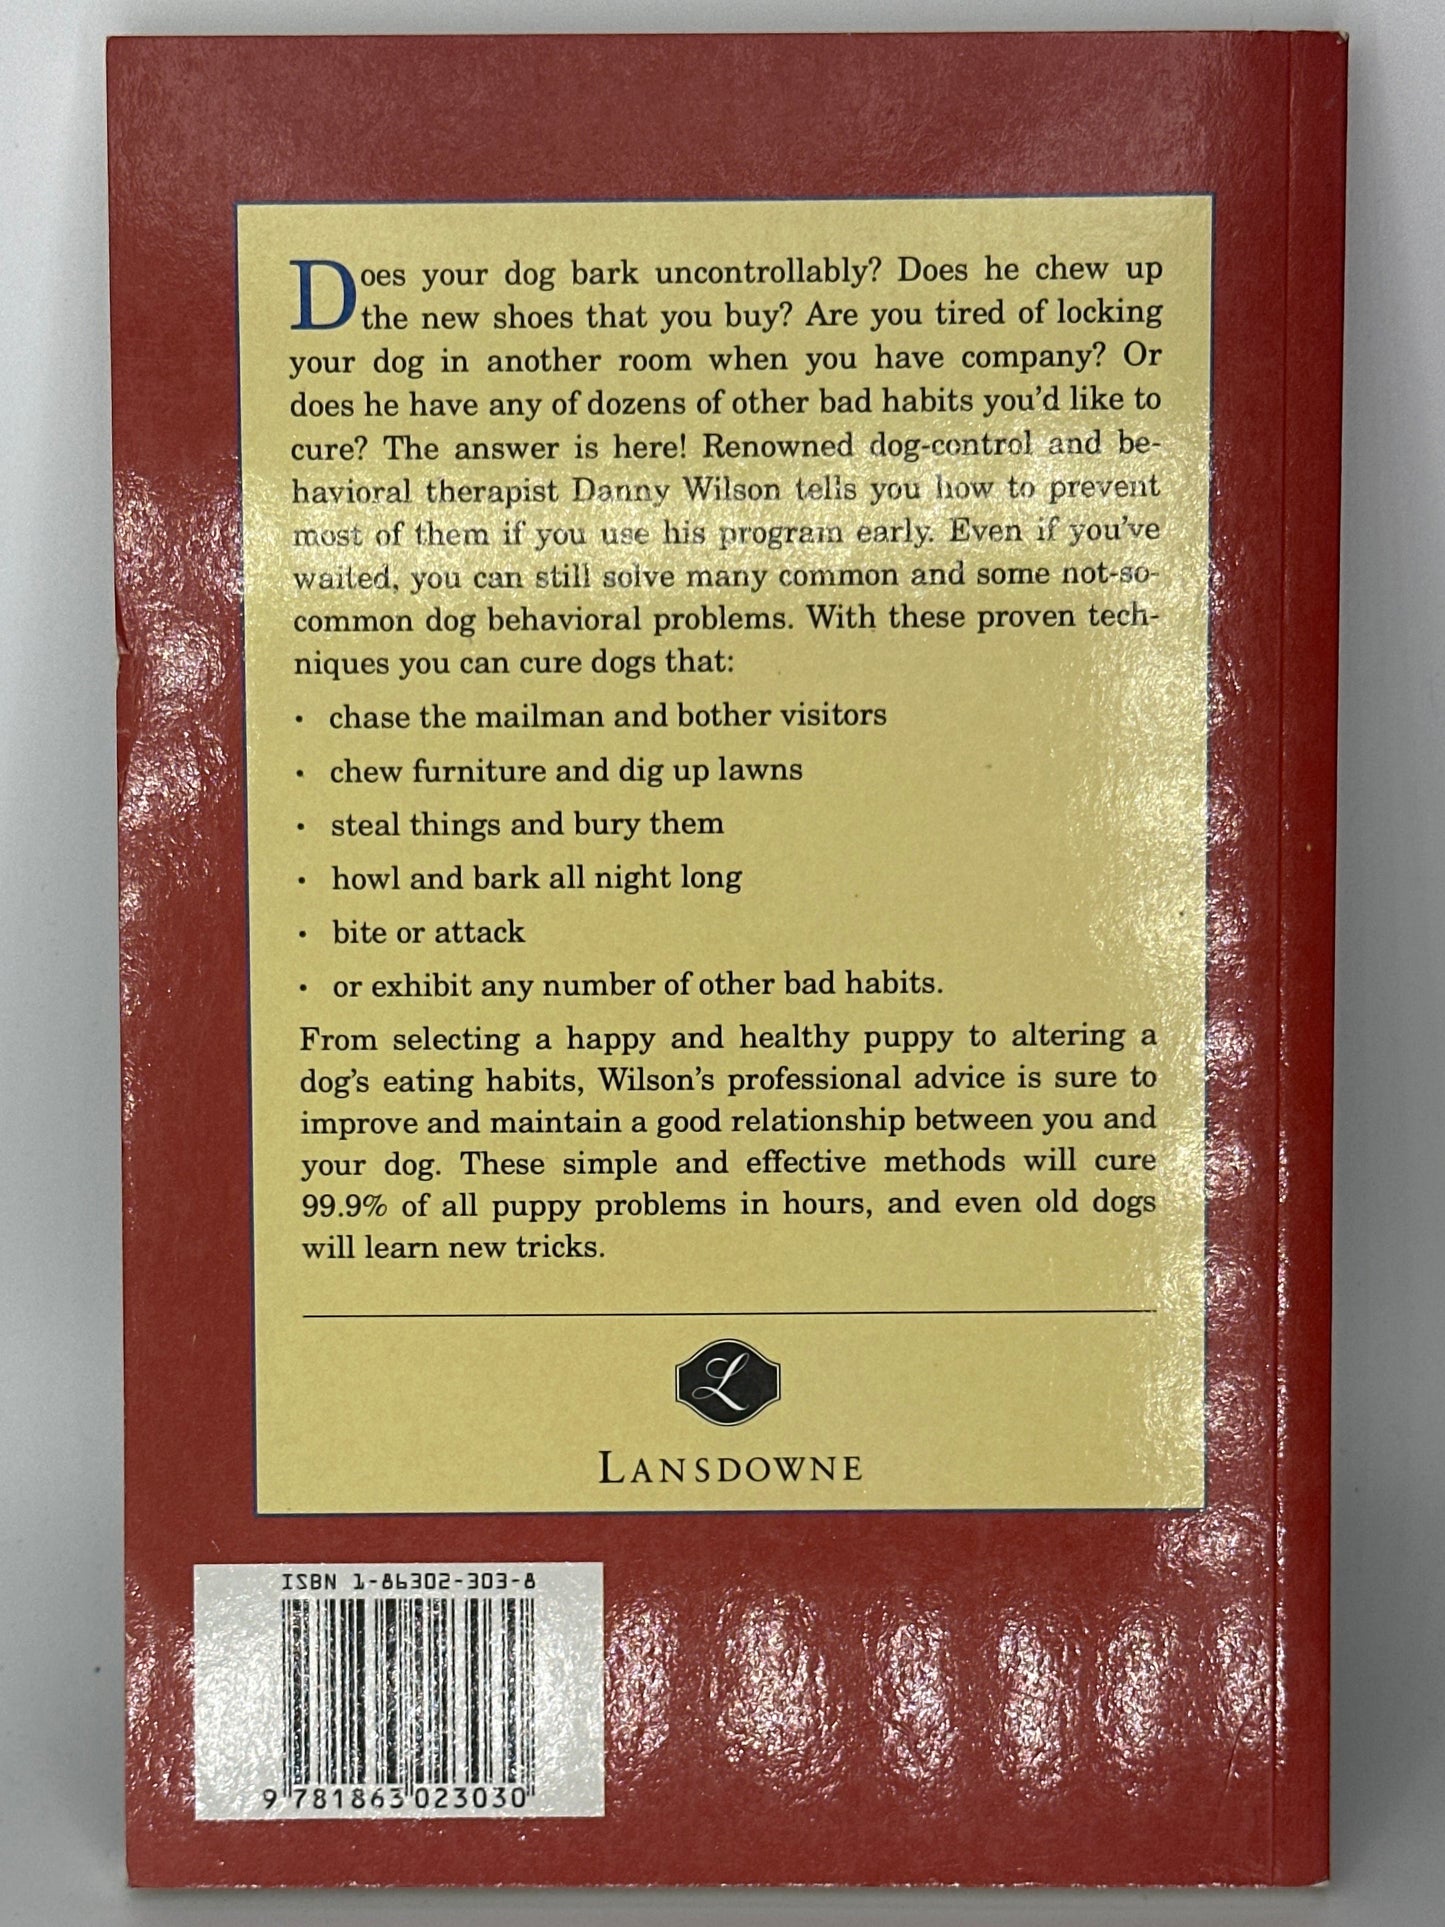 Does your dog bark uncontrollably? Does he chew up
the new shoes that you buy? Are you tired of locking
your dog in another room when you have company? Or
does he have any of dozens of other bad habits you'd like to
cure? The answer is here! Renowned dog-control and be-
havioral therapist Danny Wilson tells you how to prevent
most of them if you use his program early. Even if you've
waited, you can still solve many common and some not-so-
common dog behavioral problems. With these proven tech-
niques you can cure dogs that:
• chase the mailman and bother visitors
• chew furniture and dig up lawns
• steal things and bury them
• howl and bark all night long
• bite or attack
• or exhibit any number of other bad habits.
From selecting a happy and healthy puppy to altering a
dog's eating habits, Wilson's professional advice is sure to
improve and maintain a good relationship between you and
your dog. These simple and effective methods will cure
99.9% of all puppy problems in hours, and even old dogs
will learn new tricks.
L
LANSDOWNE
ISBN 1-86302-303-8
9 781863 023030